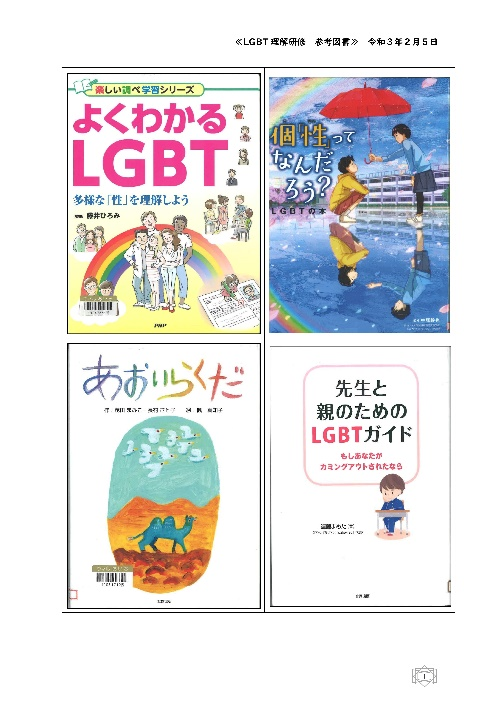 ≪LGBT理解研修 参考図書≫ 令和3年2月5日
楽しい調べ学習シリーズ
よくわかる
LGBT
多様な「性」を理解しよう
藤井ひろみ
PHP
「個性」って
なんだ
ろう?
LGBTの本
あおいらくだ
先生と
親のための
LGBTガイド
もしあなたが
カミングアウトされたなら
遠藤まめた
1